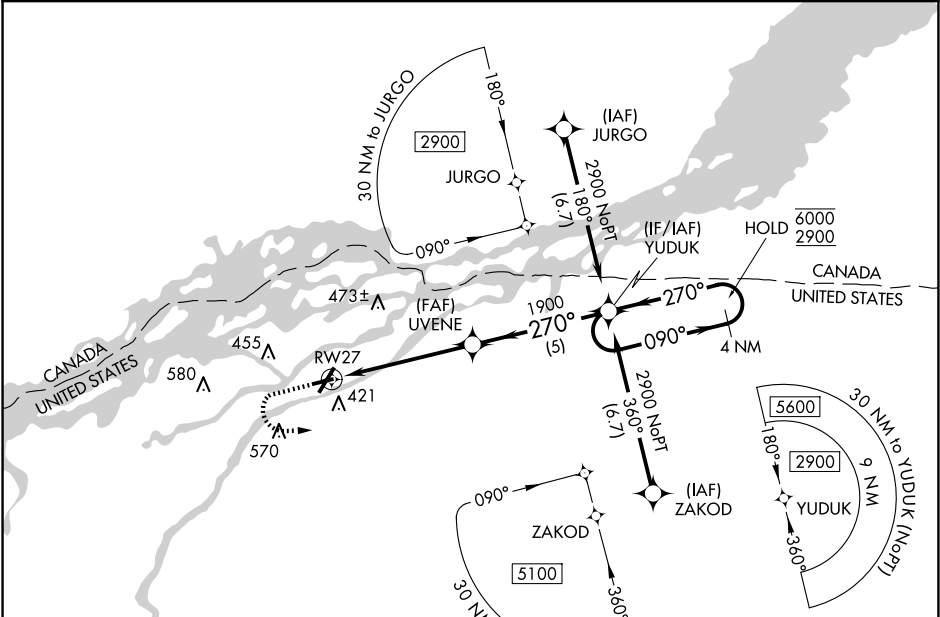 30 NM to JURGO
180°
2900
JURGO
090°
(IAF)
JURGO
2900 NoPT
180°
(6.7)
(IF/IAF)
YUDUK
HOLD
6000
2900
CANADA
UNITED STATES
270°
090°
4 NM
473±
(FAF)
UVENE
1900
270°
(5)
CANADA
UNITED STATES
455
580
RW27
421
570
2900 NoPT
360°
(6.7)
(IAF)
ZAKOD
090°
ZAKOD
5100
360°
30 NM
5600
180°
2900
YUDUK
360°
9 NM
30 NM to YUDUK (NoPT)